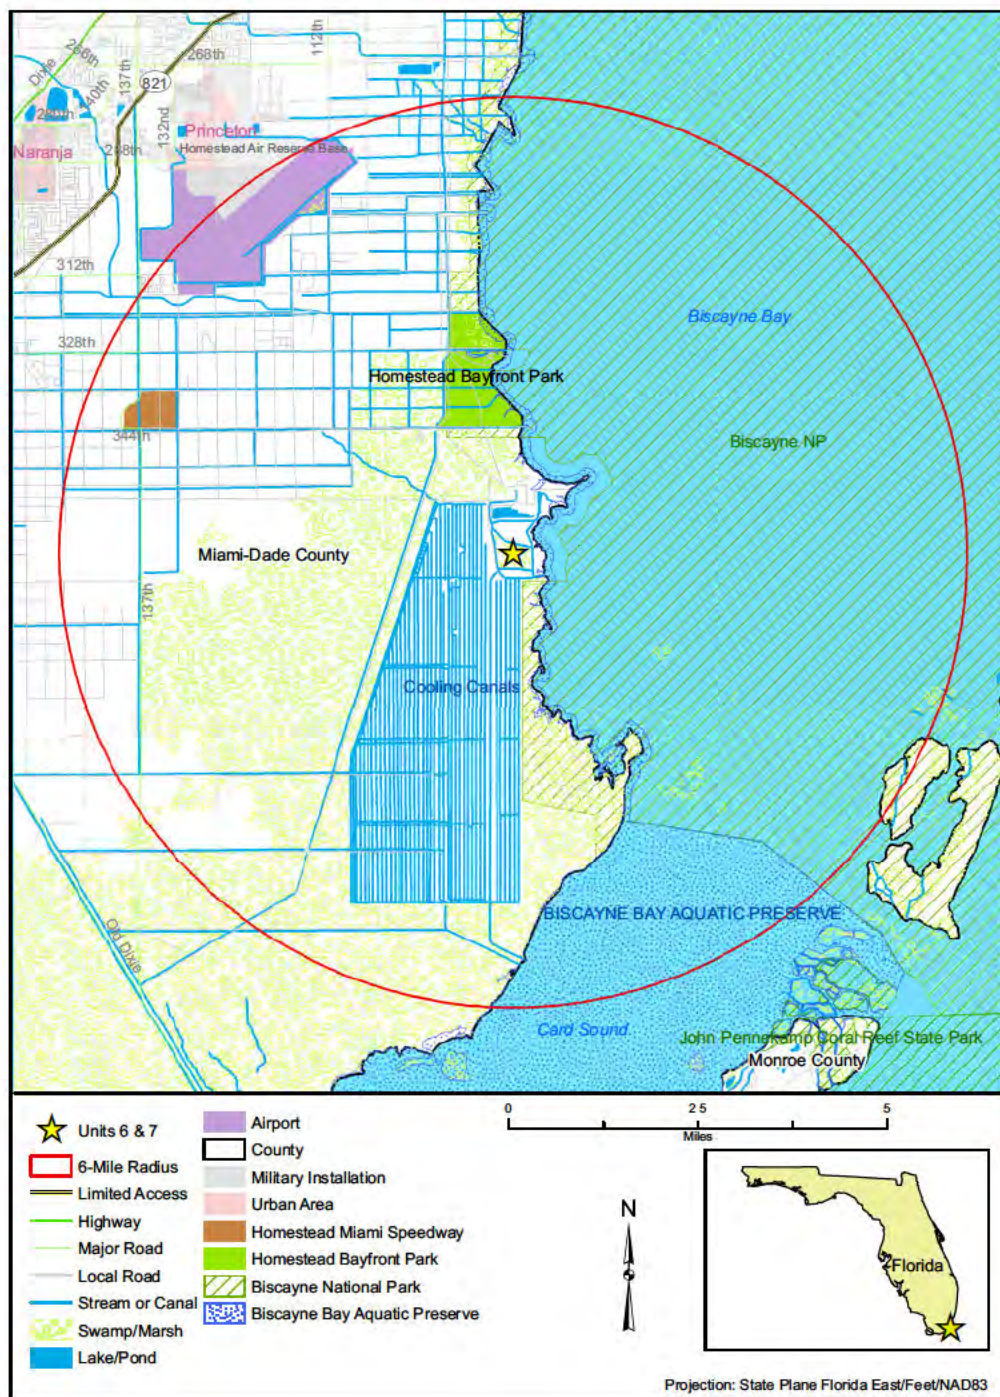 Dixie
268th
268th
137th
140th
112th
821
132nd
Princeton
Homestead Air Reserve Base
Naranja
288th
312th
328th
Biscayne Bay
Homestead Bayfront Park
344th
Biscayne NP
Miami-Dade County
137th
Cooling Canals
Old Dixie
BISCAYNE BAY AQUATIC PRESERVE
Card Sound
John Pennekamp Coral Reef State Park
Monroe County
Units 6 & 7
6-Mile Radius
Limited Access
Highway
Major Road
Local Road
Stream or Canal
Swamp/Marsh
Lake/Pond
Airport
County
Military Installation
Urban Area
Homestead Miami Speedway
Homestead Bayfront Park
Biscayne National Park
Biscayne Bay Aquatic Preserve
0 2 5 5
Miles
N
Florida
Projection: State Plane Florida East/Feet/NAD83